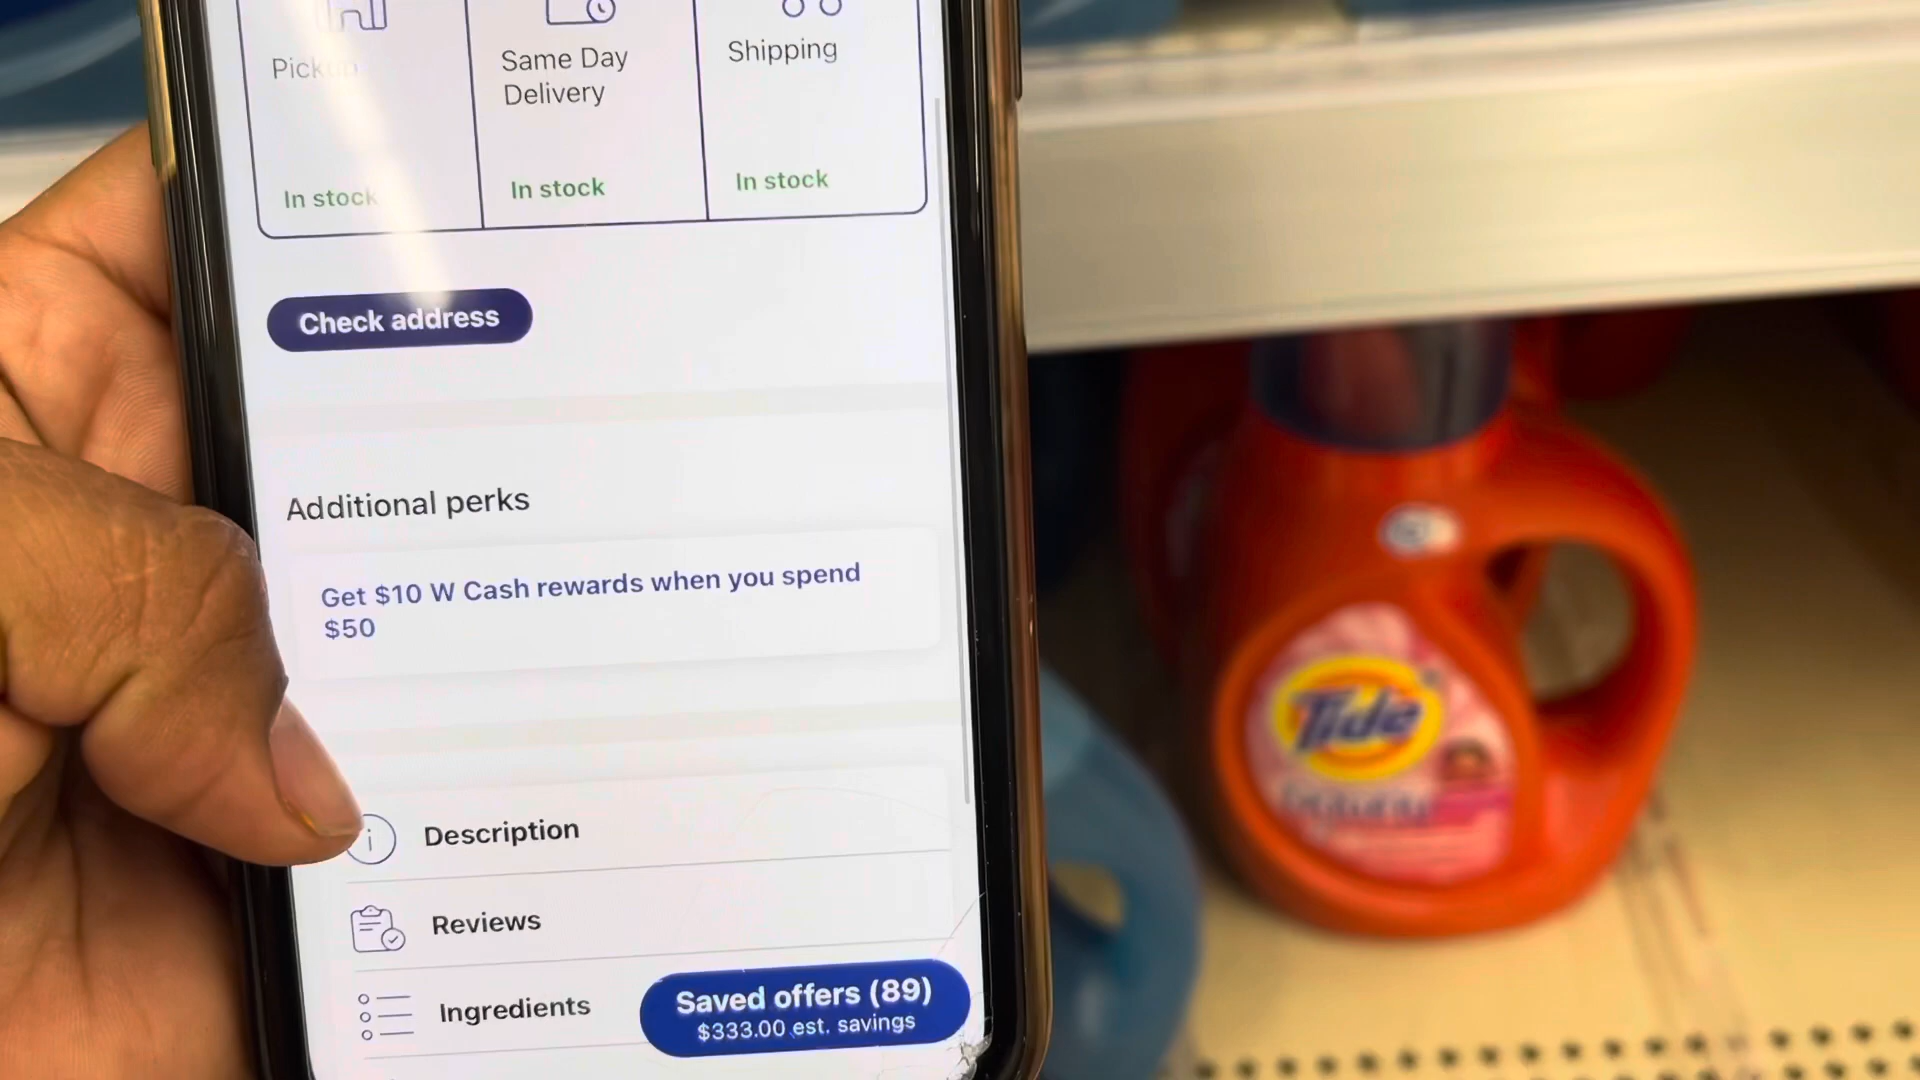 Pickup
Same Day
Delivery
Shipping
In stock
In stock
In stock
Check address
Additional perks
Get $10 W Cash rewards when you spend
$50
Description
Reviews
Ingredients
Saved offers (89)
$333.00 est. savings
Tide